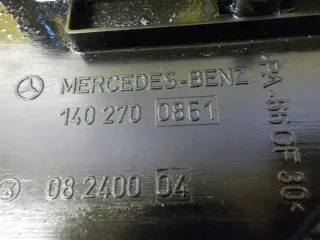 MERCEDES-BENZ
140 270 0861
08 2400 04
PA-66 GF 30<